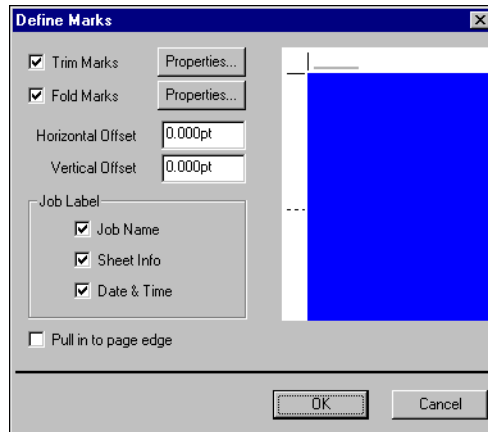 Define Marks
Trim Marks Properties...
Fold Marks Properties...
Horizontal Offset 0.000pt
Vertical Offset 0.000pt
Job Label
Job Name
Sheet Info
Date & Time
Pull in to page edge
OK Cancel